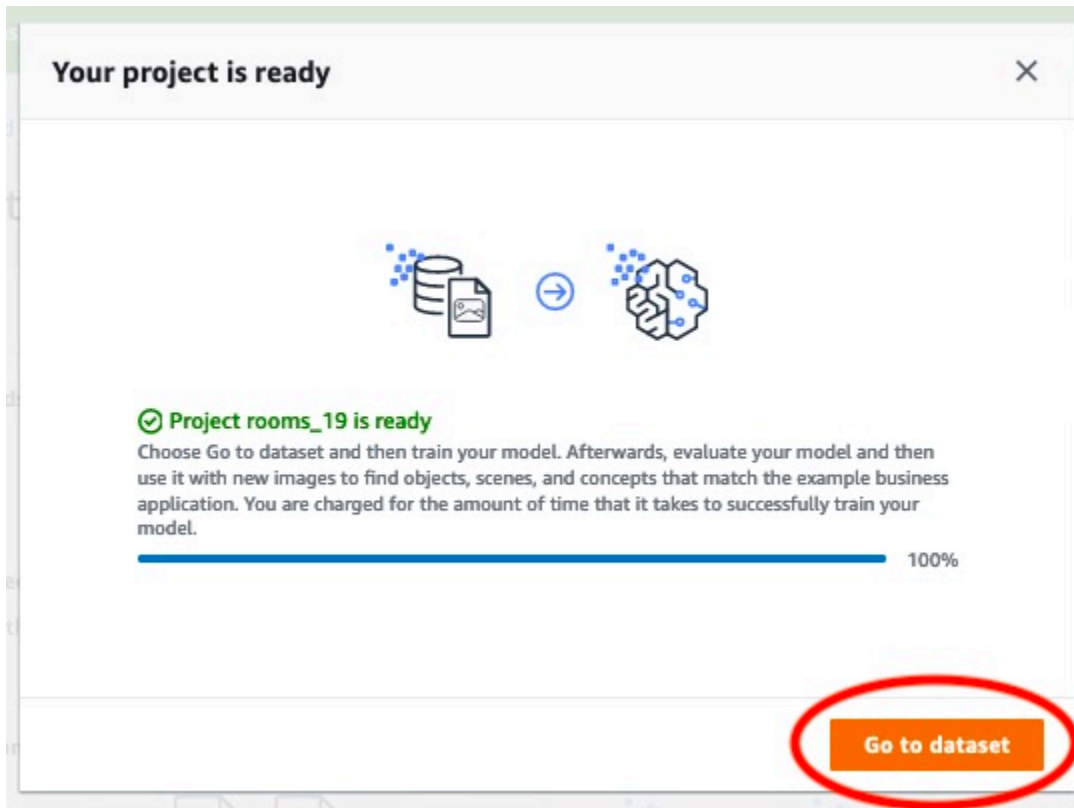 Your project is ready
Project rooms_19 is ready
Choose Go to dataset and then train your model. Afterwards, evaluate your model and then
use it with new images to find objects, scenes, and concepts that match the example business
application. You are charged for the amount of time that it takes to successfully train your
model.
100%
Go to dataset